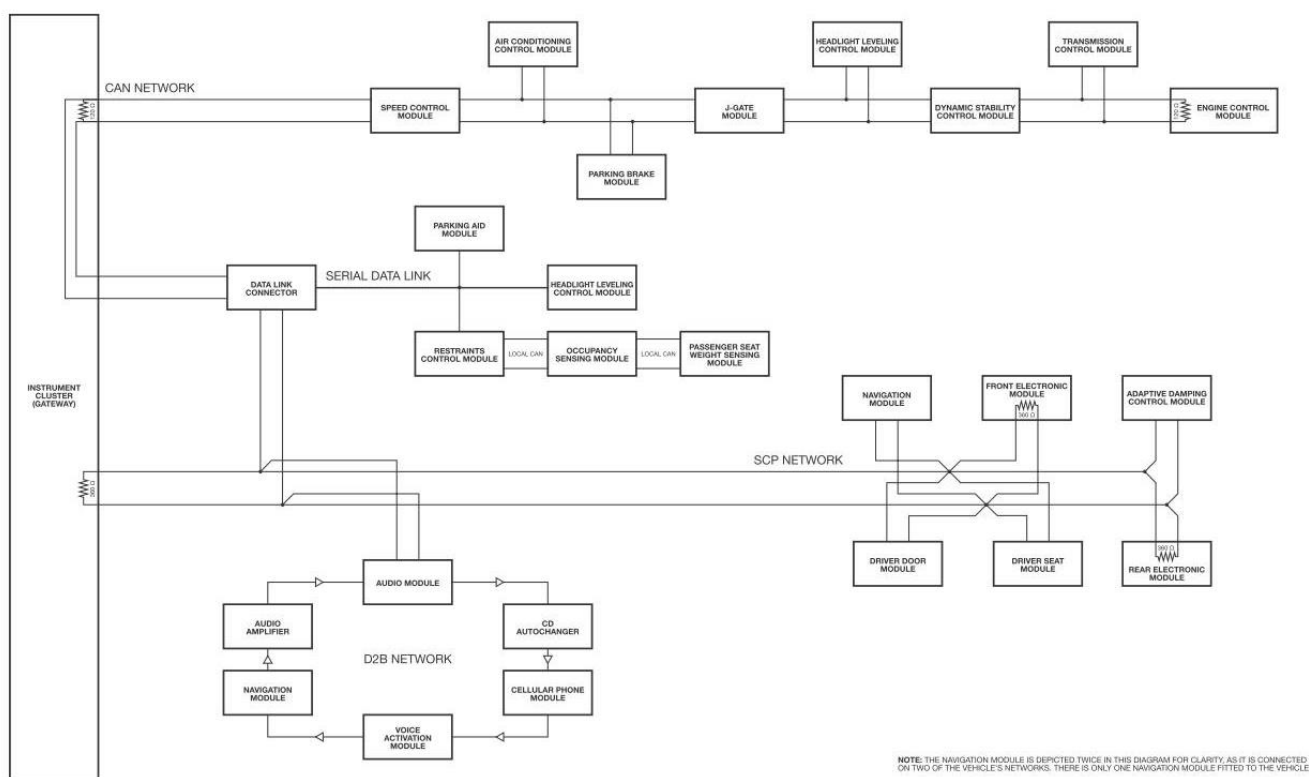 AIR CONDITIONING
CONTROL MODULE
HEADLIGHT LEVELING
CONTROL MODULE
TRANSMISSION
CONTROL MODULE
CAN NETWORK
120 Ω
SPEED CONTROL
MODULE
J-GATE
MODULE
DYNAMIC STABILITY
CONTROL MODULE
120 Ω
ENGINE CONTROL
MODULE
PARKING BRAKE
MODULE
PARKING AID
MODULE
DATA LINK
CONNECTOR
SERIAL DATA LINK
HEADLIGHT LEVELING
CONTROL MODULE
RESTRAINTS
CONTROL MODULE
LOCAL CAN
OCCUPANCY
SENSING MODULE
LOCAL CAN
PASSENGER SEAT
WEIGHT SENSING
MODULE
INSTRUMENT
CLUSTER
(GATEWAY)
NAVIGATION
MODULE
FRONT ELECTRONIC
MODULE
360 Ω
ADAPTIVE DAMPING
CONTROL MODULE
SCP NETWORK
360 Ω
DRIVER DOOR
MODULE
DRIVER SEAT
MODULE
360 Ω
REAR ELECTRONIC
MODULE
AUDIO MODULE
AUDIO
AMPLIFIER
CD
AUTOCHANGER
D2B NETWORK
NAVIGATION
MODULE
CELLULAR PHONE
MODULE
VOICE
ACTIVATION
MODULE
NOTE: THE NAVIGATION MODULE IS DEPICTED TWICE IN THIS DIAGRAM FOR CLARITY, AS IT IS CONNECTED
ON TWO OF THE VEHICLE'S NETWORKS. THERE IS ONLY ONE NAVIGATION MODULE FITTED TO THE VEHICLE